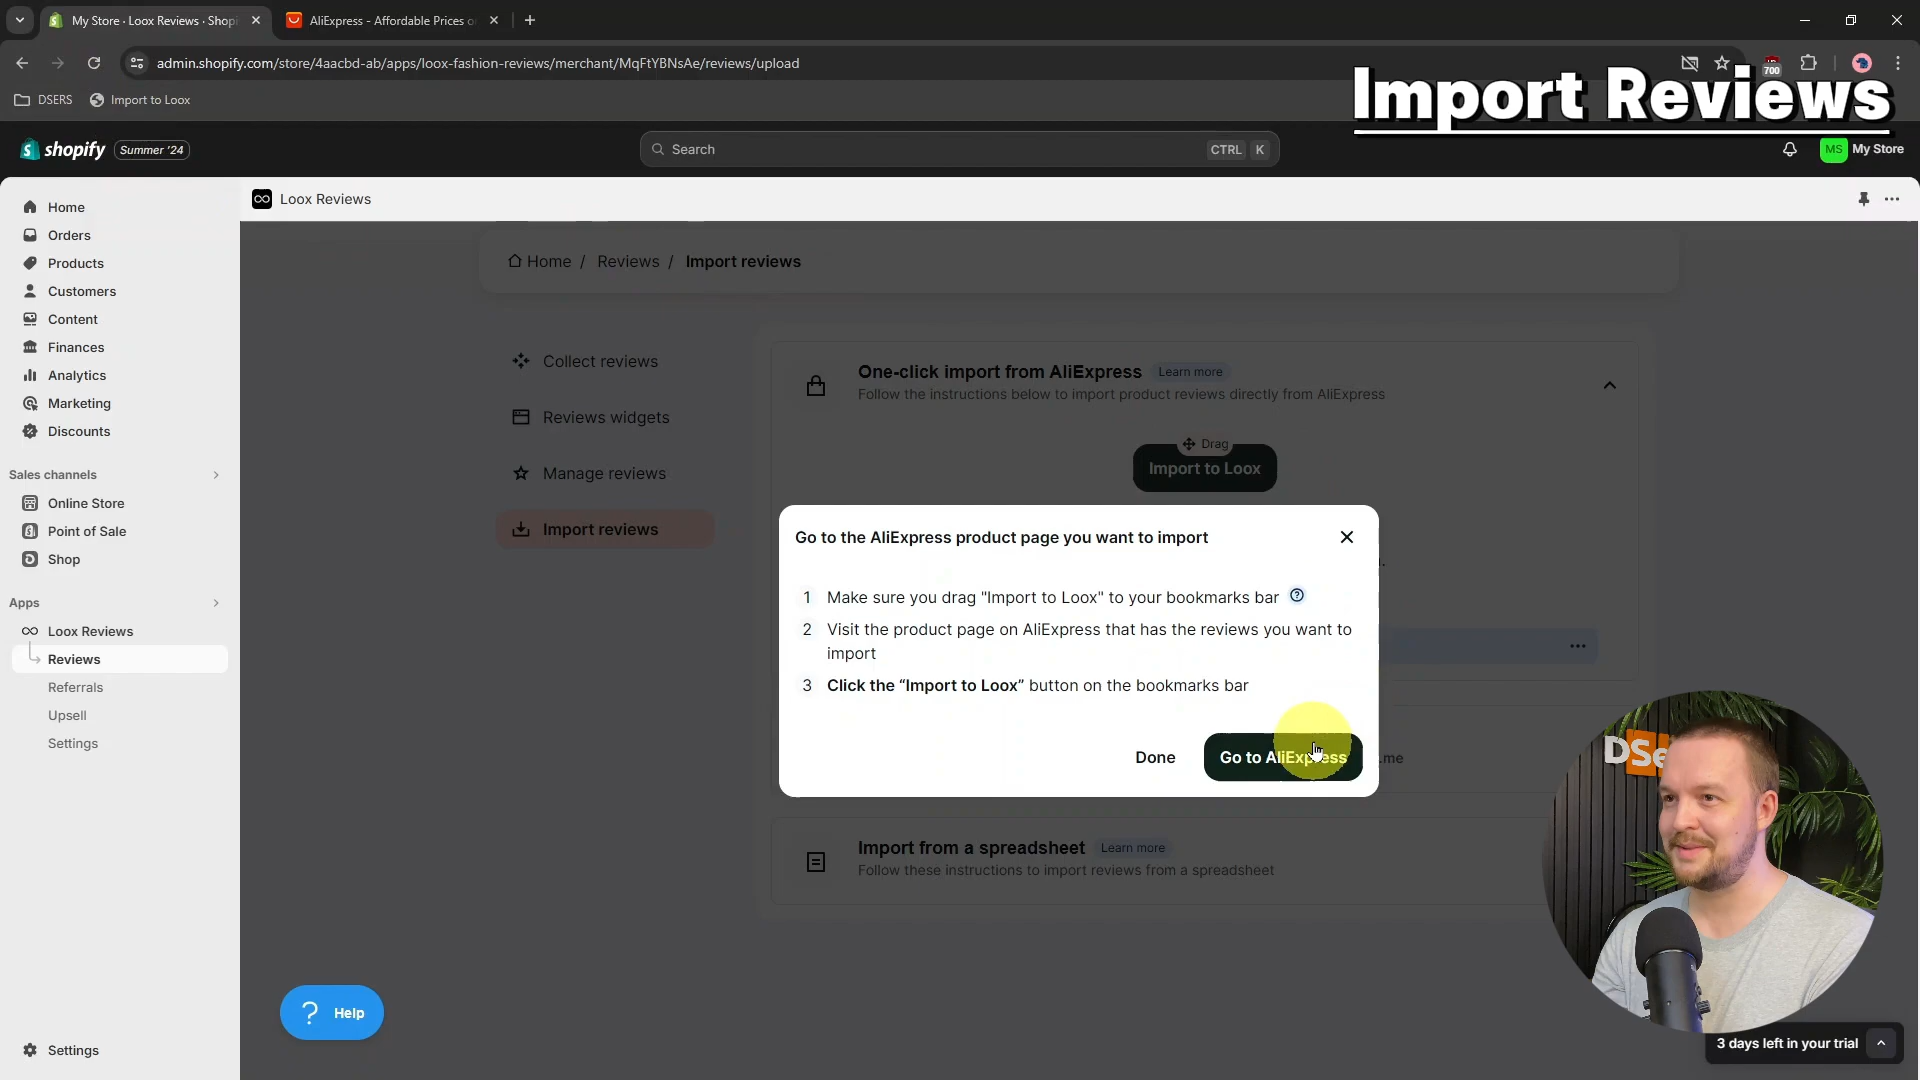 My Store · Loox Reviews · Shopi
AliExpress - Affordable Prices o
admin.shopify.com/store/4aacbd-ab/apps/loox-fashion-reviews/merchant/MqFtYBNsAe/reviews/upload
700
DSERS
Import to Loox
Import Reviews
shopify
Summer '24
Search
CTRL K
MS
My Store
Home
Orders
Products
Customers
Content
Finances
Analytics
Marketing
Discounts
Sales channels
Online Store
Point of Sale
Shop
Apps
Loox Reviews
Reviews
Referrals
Upsell
Settings
Settings
Loox Reviews
Home / Reviews / Import reviews
Collect reviews
Reviews widgets
Manage reviews
Import reviews
One-click import from AliExpress Learn more
Follow the instructions below to import product reviews directly from AliExpress
Drag
Import to Loox
Go to the AliExpress product page you want to import
1 Make sure you drag "Import to Loox" to your bookmarks bar
2 Visit the product page on AliExpress that has the reviews you want to
import
3 Click the “Import to Loox” button on the bookmarks bar
Done
Go to AliExpress
.me
Import from a spreadsheet Learn more
Follow these instructions to import reviews from a spreadsheet
DSe
? Help
3 days left in your trial